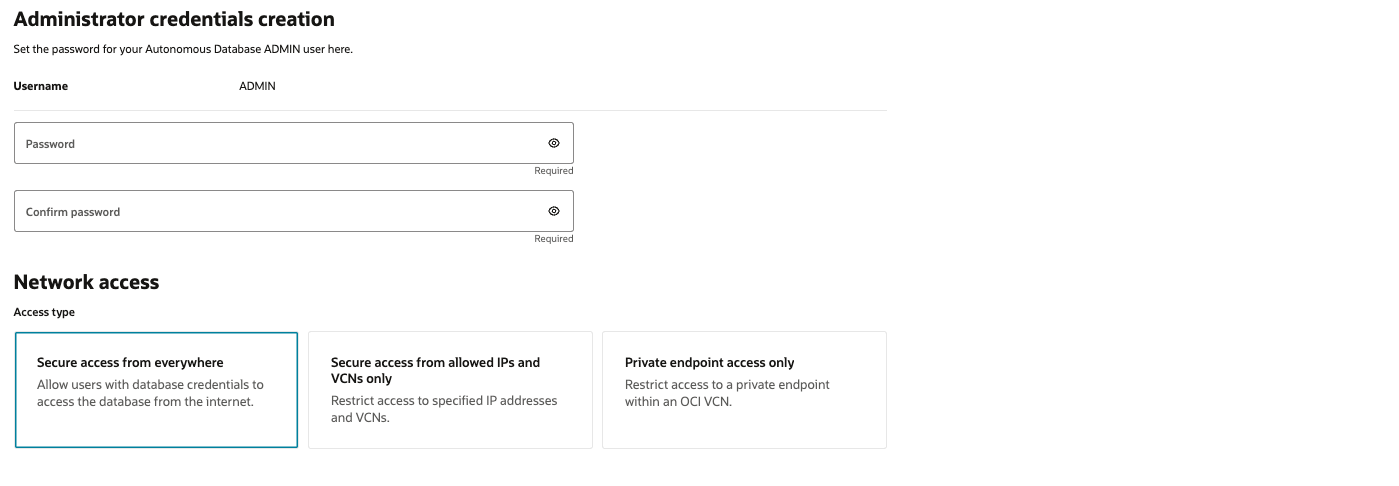 Administrator credentials creation
Set the password for your Autonomous Database ADMIN user here.
Username ADMIN
Password
Required
Confirm password
Required
Network access
Access type
Secure access from everywhere
Allow users with database credentials to
access the database from the internet.
Secure access from allowed IPs and
VCNs only
Restrict access to specified IP addresses
and VCNs.
Private endpoint access only
Restrict access to a private endpoint
within an OCI VCN.